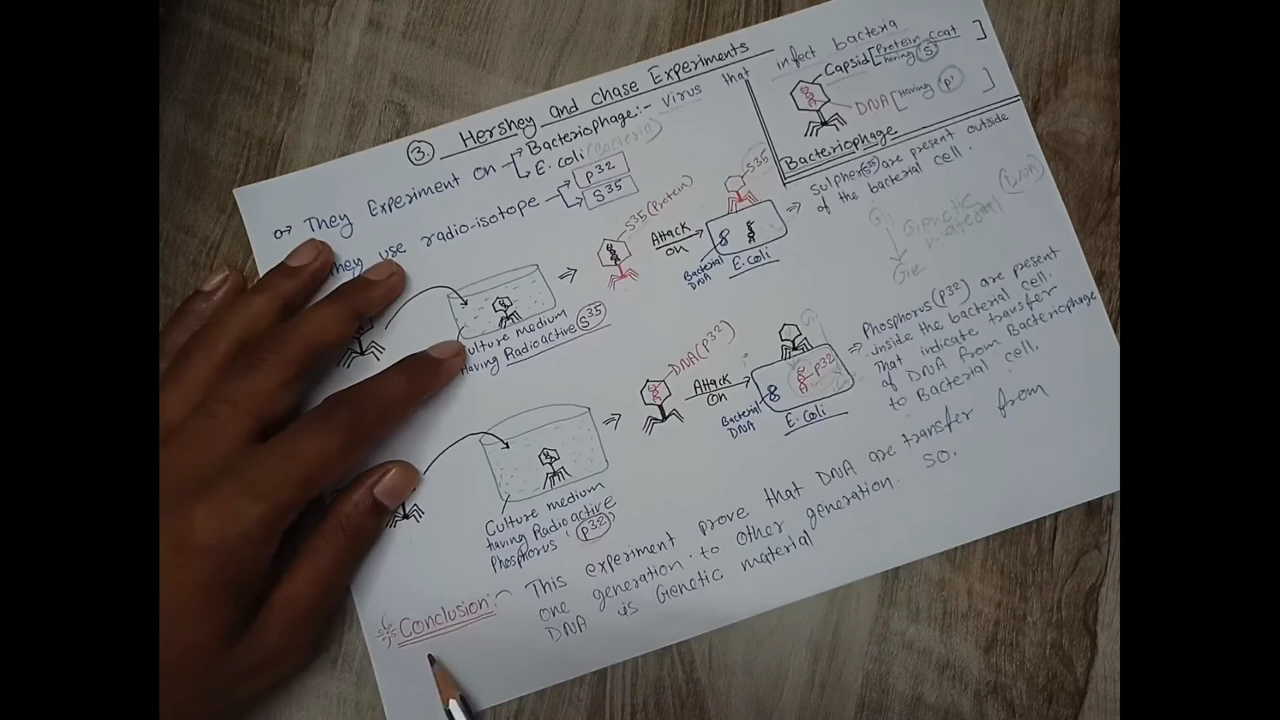 ③. Hershey and chase Experiments
They Experiment on
Bacteriophage:- virus that infect bacteria
E. coli (Bacteria)
They use radio-isotope
P32
S35
Capsid [Protein coat
having (S) ]
DNA [Having (P) ]
Bacteriophage
Culture medium
Having Radioactive S35
S35 (Protein)
Attack
on
S35
Bacterial
DNA
E. coli
⇒ Sulpher(S35) are present outside
of the bacterial cell.
Genetic
material
(DNA)
Culture medium
having Radioactive
Phosphorus (P32)
DNA (P32)
Attack
on
P32
Bacterial
DNA
E. coli
⇒ Phosphorus (P32) are present
inside the bacterial cell.
That indicate transfer
of DNA from Bacteriophage
to Bacterial cell.
Conclusion:- This experiment prove that DNA are transfer from
one generation to other generation. So.
DNA is Genetic material